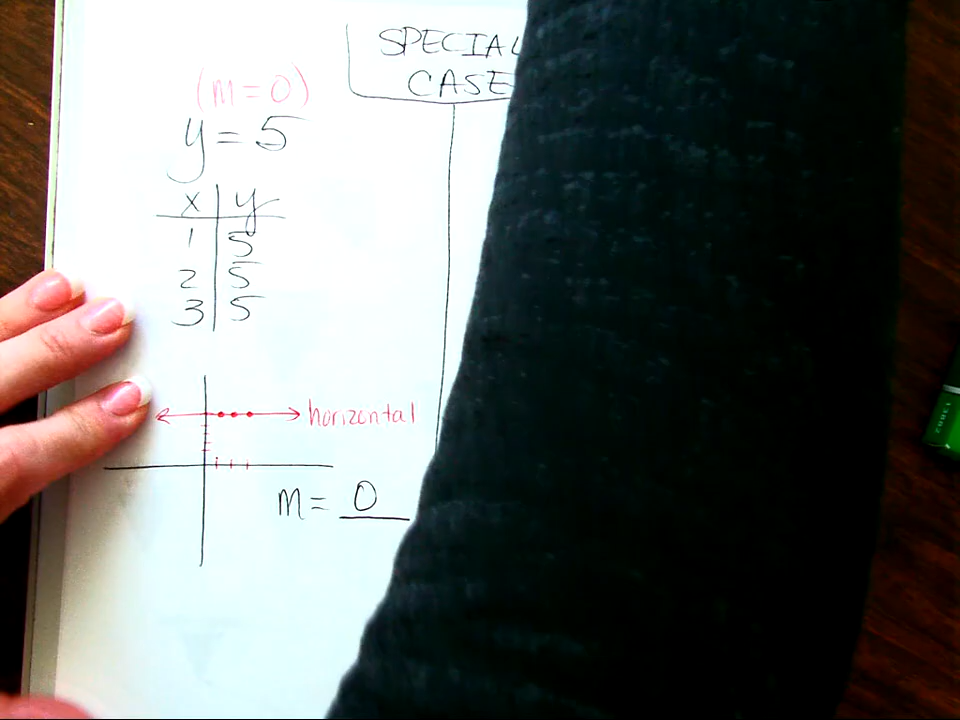 SPECIAL
CASE
(m=0)
y = 5
x y
1 5
2 5
3 5
horizontal
m = 0